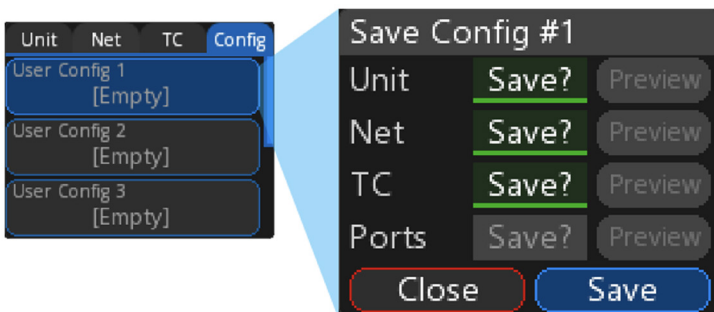 Unit Net TC Config
User Config 1
[Empty]
User Config 2
[Empty]
User Config 3
[Empty]
Save Config #1
Unit Save? Preview
Net Save? Preview
TC Save? Preview
Ports Save? Preview
Close Save